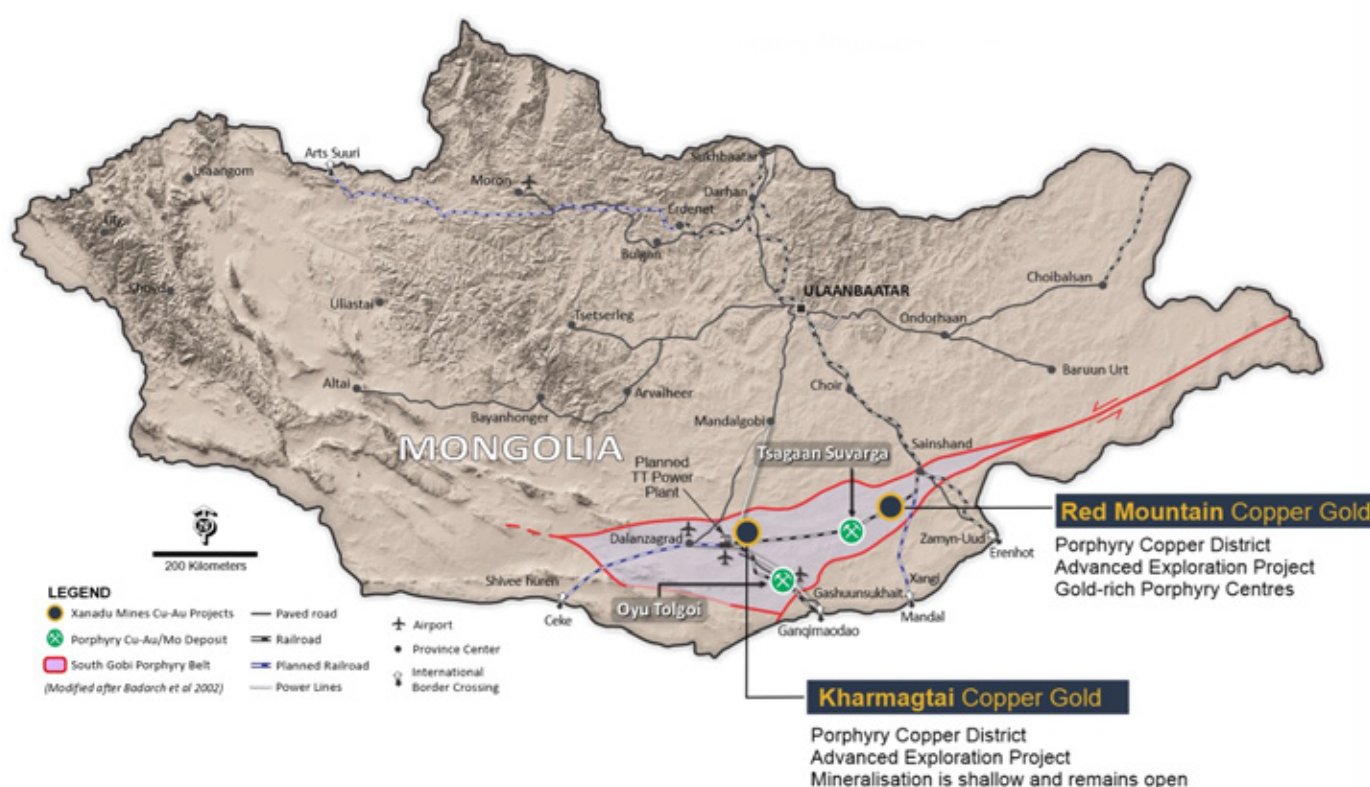 Arts Suuri
Ulaangom
Moron
Sukhbaatar
Darhan
Erdenet
Bulgan
Khovd
Uliastai
Tsetserleg
ULAANBAATAR
Choibalsan
Ondorhaan
Baruun Urt
Altai
Bayanhonger
Arvaiheer
Choir
Mandalgobi
MONGOLIA
Sainshand
Tsagaan Suvarga
Planned
TT Power
Plant
Dalanzagrad
Zamyn-Uud
Erenhot
Shivee huren
Ceke
Oyu Tolgoi
Gashuunsukhait
Xangi
Mandal
Ganqimaodao
200 Kilometers
LEGEND
Xanadu Mines Cu-Au Projects
Porphyry Cu-Au/Mo Deposit
South Gobi Porphyry Belt
(Modified after Badarch et al 2002)
Paved road
Railroad
Planned Railroad
Power Lines
Airport
Province Center
International
Border Crossing
Red Mountain Copper Gold
Porphyry Copper District
Advanced Exploration Project
Gold-rich Porphyry Centres
Kharmagtai Copper Gold
Porphyry Copper District
Advanced Exploration Project
Mineralisation is shallow and remains open